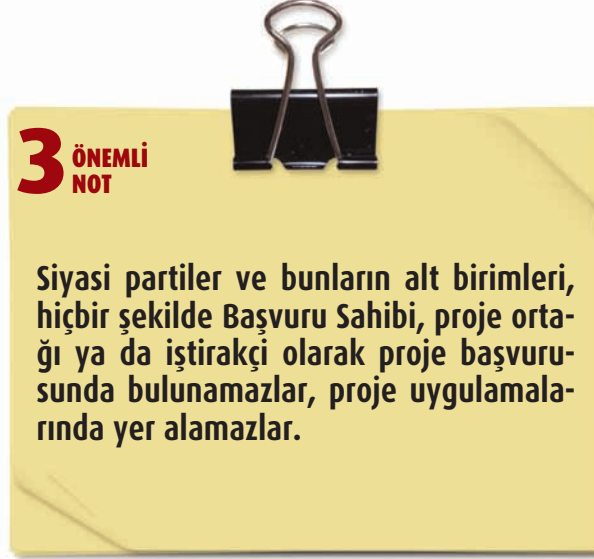 3 ÖNEMLİ
NOT
Siyasi partiler ve bunların alt birimleri,
hiçbir şekilde Başvuru Sahibi, proje orta-
ğı ya da iştirakçi olarak proje başvuru-
sunda bulunamazlar, proje uygulamala-
rında yer alamazlar.